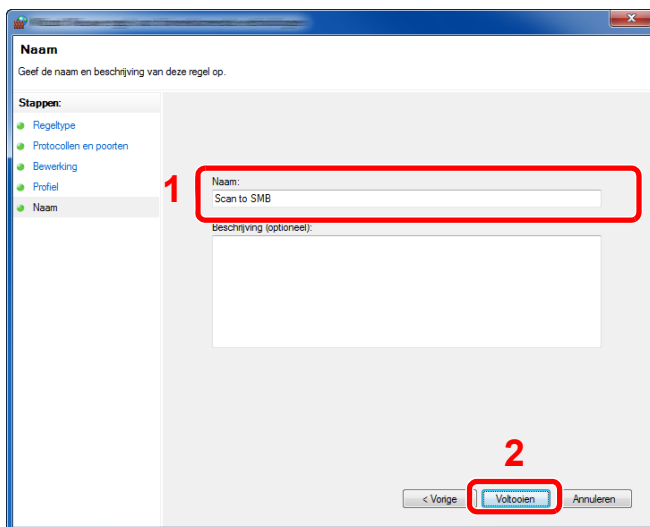 Naam
Geef de naam en beschrijving van deze regel op.
Stappen:
Regeltype
Protocollen en poorten
Bewerking
Profiel
Naam
1
Naam:
Scan to SMB
Beschrijving (optioneel):
2
< Vorige
Voltooien
Annuleren